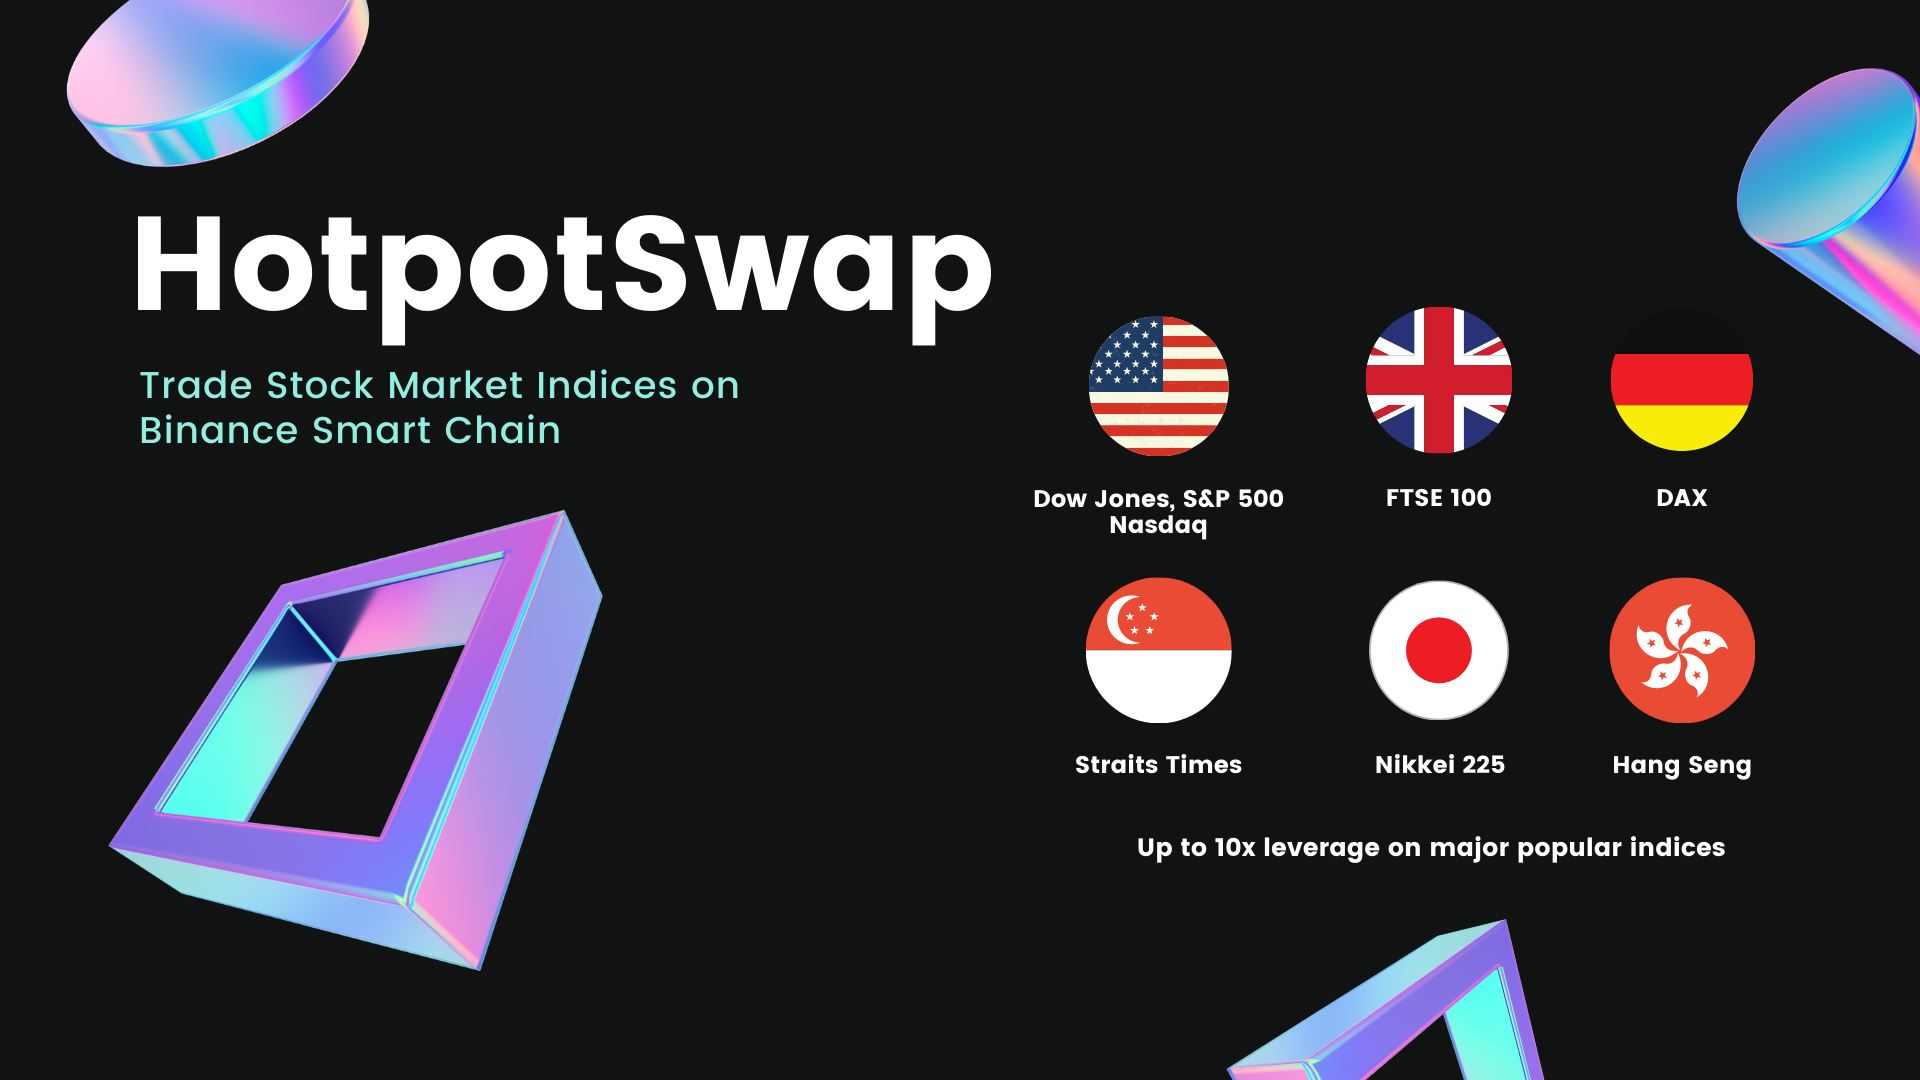 HotpotSwap
Trade Stock Market Indices on
Binance Smart Chain
Dow Jones, S&P 500
Nasdaq
FTSE 100
DAX
Straits Times
Nikkei 225
Hang Seng
Up to 10x leverage on major popular indices